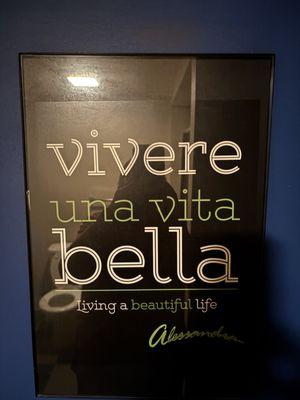 vivere
una vita
bella
Living a beautiful life
Alessandra